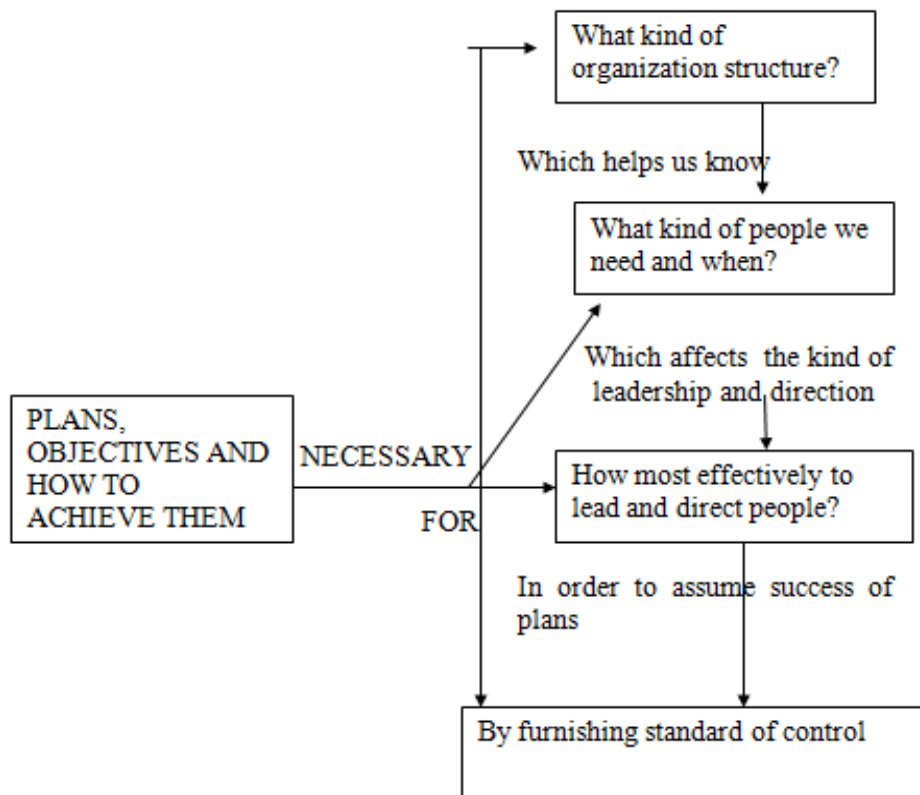 What kind of
organization structure?
Which helps us know
What kind of people we
need and when?
Which affects the kind of
leadership and direction
PLANS,
OBJECTIVES AND
HOW TO
ACHIEVE THEM
NECESSARY
FOR
How most effectively to
lead and direct people?
In order to assume success of
plans
By furnishing standard of control